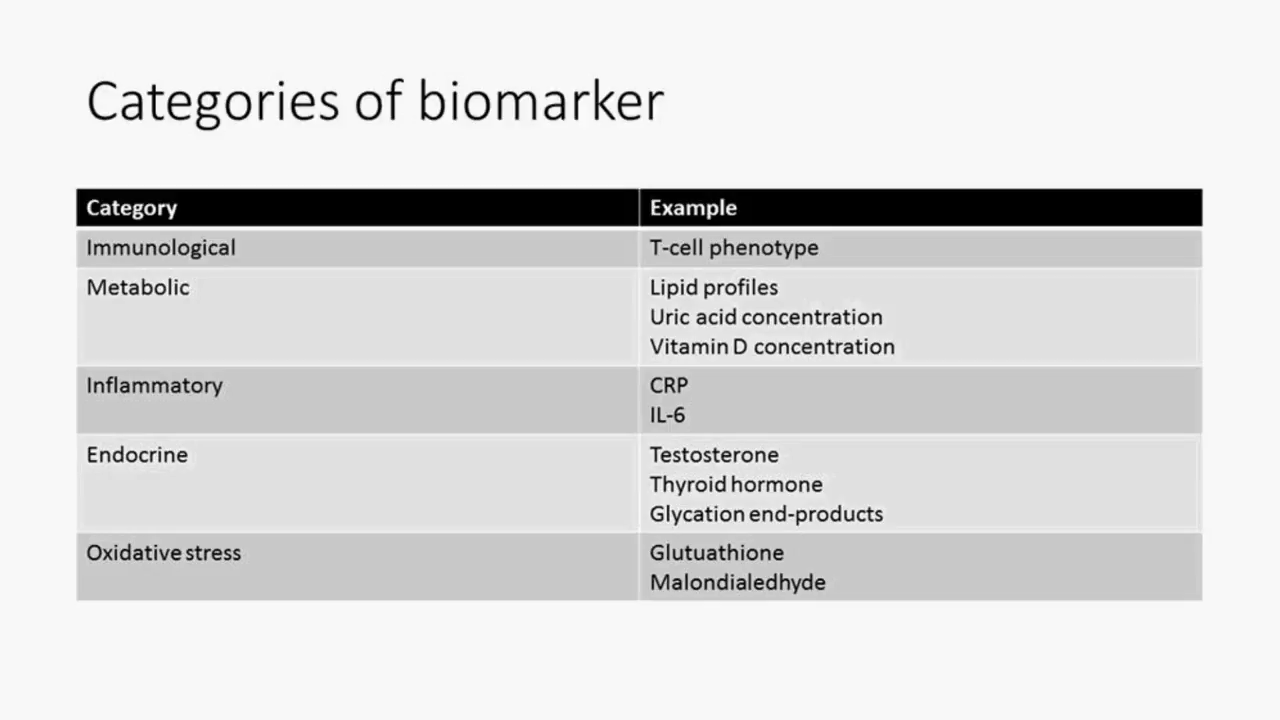 Categories of biomarker
Category Example
Immunological T-cell phenotype
Metabolic Lipid profiles
Uric acid concentration
Vitamin D concentration
Inflammatory CRP
IL-6
Endocrine Testosterone
Thyroid hormone
Glycation end-products
Oxidative stress Glutuathione
Malondialedhyde